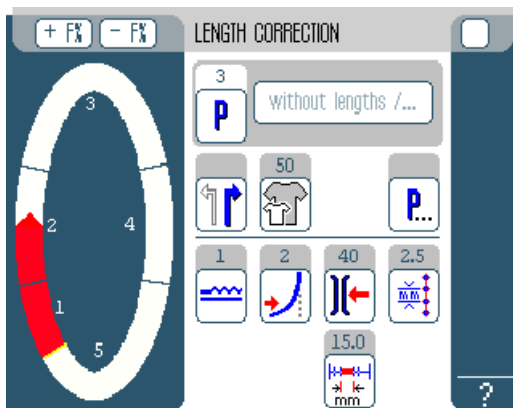 + F% - F% LENGTH CORRECTION
3
P
without lengths /...
3
50
P...
2
4
1 2 40 2.5
mm
1
5
15.0
mm
?